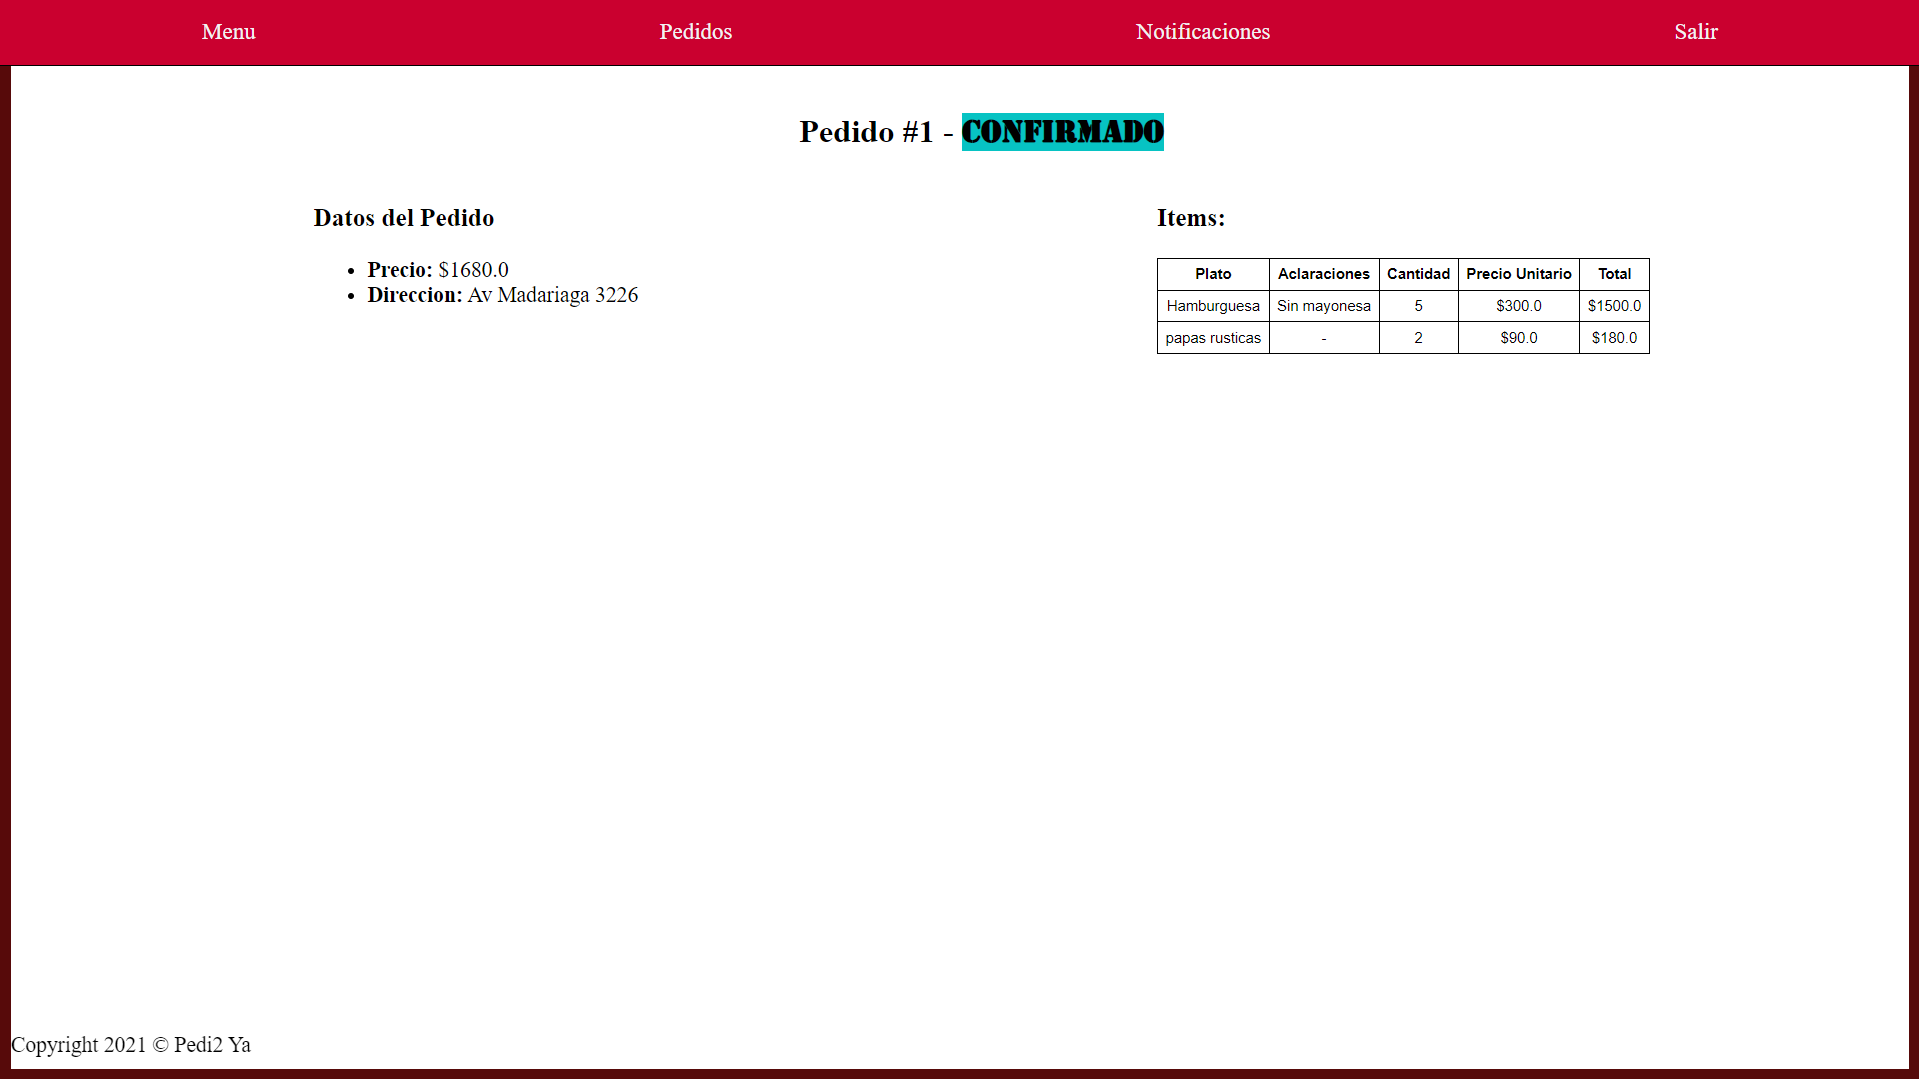 Menu Pedidos Notificaciones Salir
Pedido #1 - CONFIRMADO
Datos del Pedido
• Precio: $1680.0
• Direccion: Av Madariaga 3226
Items:
Plato Aclaraciones Cantidad Precio Unitario Total
Hamburguesa Sin mayonesa 5 $300.0 $1500.0
papas rusticas - 2 $90.0 $180.0
Copyright 2021 © Pedi2 Ya